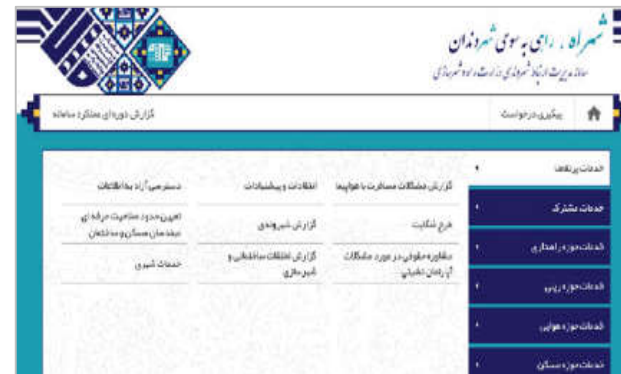 شهراه ، راهی به سوی شهروندان
سامانه مدیریت ارتباط شهروندی وزارت راه و شهرسازی
پیگیری درخواست
گزارش دوره ای عملکرد سامانه
خدمات پرتقاضا
خدمات مشترک
خدمات حوزه راهداری
خدمات حوزه ریلی
خدمات حوزه هوایی
خدمات حوزه مسکن
گزارش مشکلات مسافرت با هواپیما
انتقادات و پیشنهادات
دسترسی آزاد به اطلاعات
طرح شکایت
گزارش شهروندی
تعیین حدود صلاحیت حرفه ای
مهندسان مسکن و ساختمان
مشاوره حقوقی در مورد مشکلات
آپارتمان نشینی
گزارش تخلفات ساختمانی و
شهرسازی
خدمات شهری